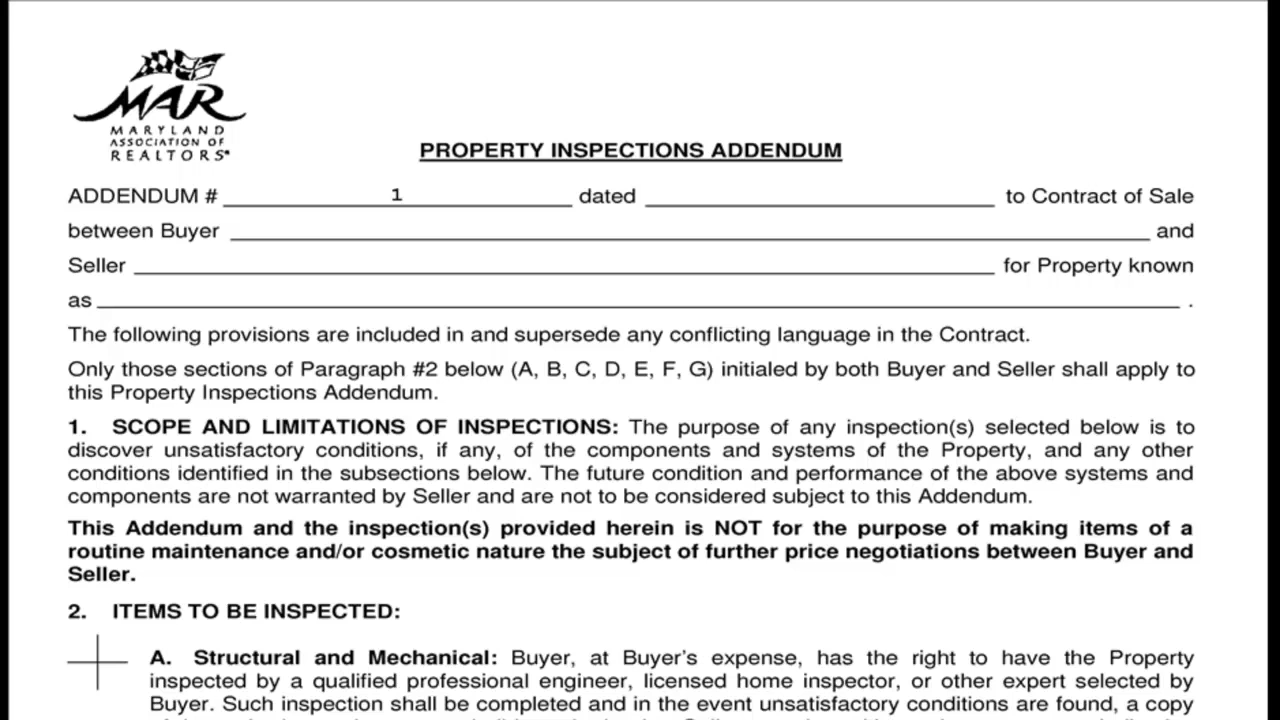 MAR
MARYLAND
ASSOCIATION OF
REALTORS®
PROPERTY INSPECTIONS ADDENDUM
ADDENDUM # 1 dated to Contract of Sale
between Buyer and
Seller for Property known
as .
The following provisions are included in and supersede any conflicting language in the Contract.
Only those sections of Paragraph #2 below (A, B, C, D, E, F, G) initialed by both Buyer and Seller shall apply to
this Property Inspections Addendum.
1. SCOPE AND LIMITATIONS OF INSPECTIONS: The purpose of any inspection(s) selected below is to
discover unsatisfactory conditions, if any, of the components and systems of the Property, and any other
conditions identified in the subsections below. The future condition and performance of the above systems and
components are not warranted by Seller and are not to be considered subject to this Addendum.
This Addendum and the inspection(s) provided herein is NOT for the purpose of making items of a
routine maintenance and/or cosmetic nature the subject of further price negotiations between Buyer and
Seller.
2. ITEMS TO BE INSPECTED:
A. Structural and Mechanical: Buyer, at Buyer's expense, has the right to have the Property
inspected by a qualified professional engineer, licensed home inspector, or other expert selected by
Buyer. Such inspection shall be completed and in the event unsatisfactory conditions are found, a copy